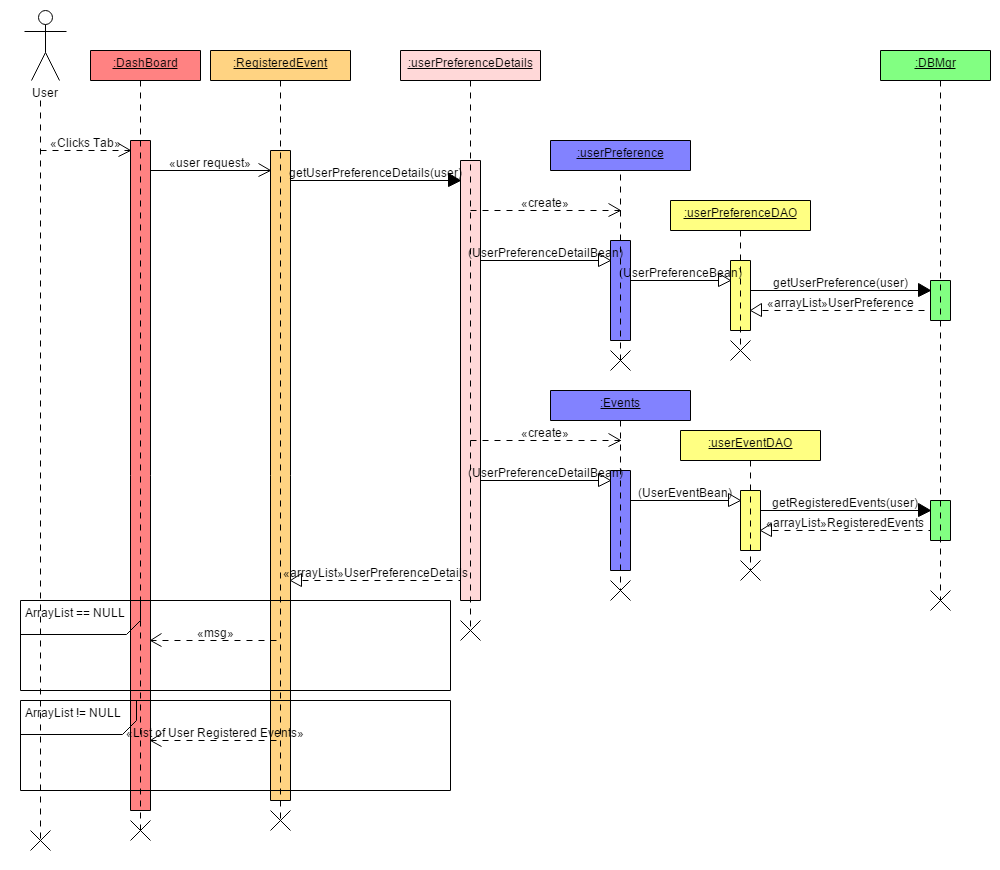 User
:DashBoard
:RegisteredEvent
:userPreferenceDetails
:DBMgr
«Clicks Tab»
«user request»
getUserPreferenceDetails(user)
:userPreference
«create»
:userPreferenceDAO
(UserPreferenceDetailBean)
(UserPreferenceBean)
getUserPreference(user)
«arrayList»UserPreference
:Events
«create»
:userEventDAO
(UserPreferenceDetailBean)
(UserEventBean)
getRegisteredEvents(user)
«arrayList»RegisteredEvents
«arrayList»UserPreferenceDetails
ArrayList == NULL
«msg»
ArrayList != NULL
«List of User Registered Events»